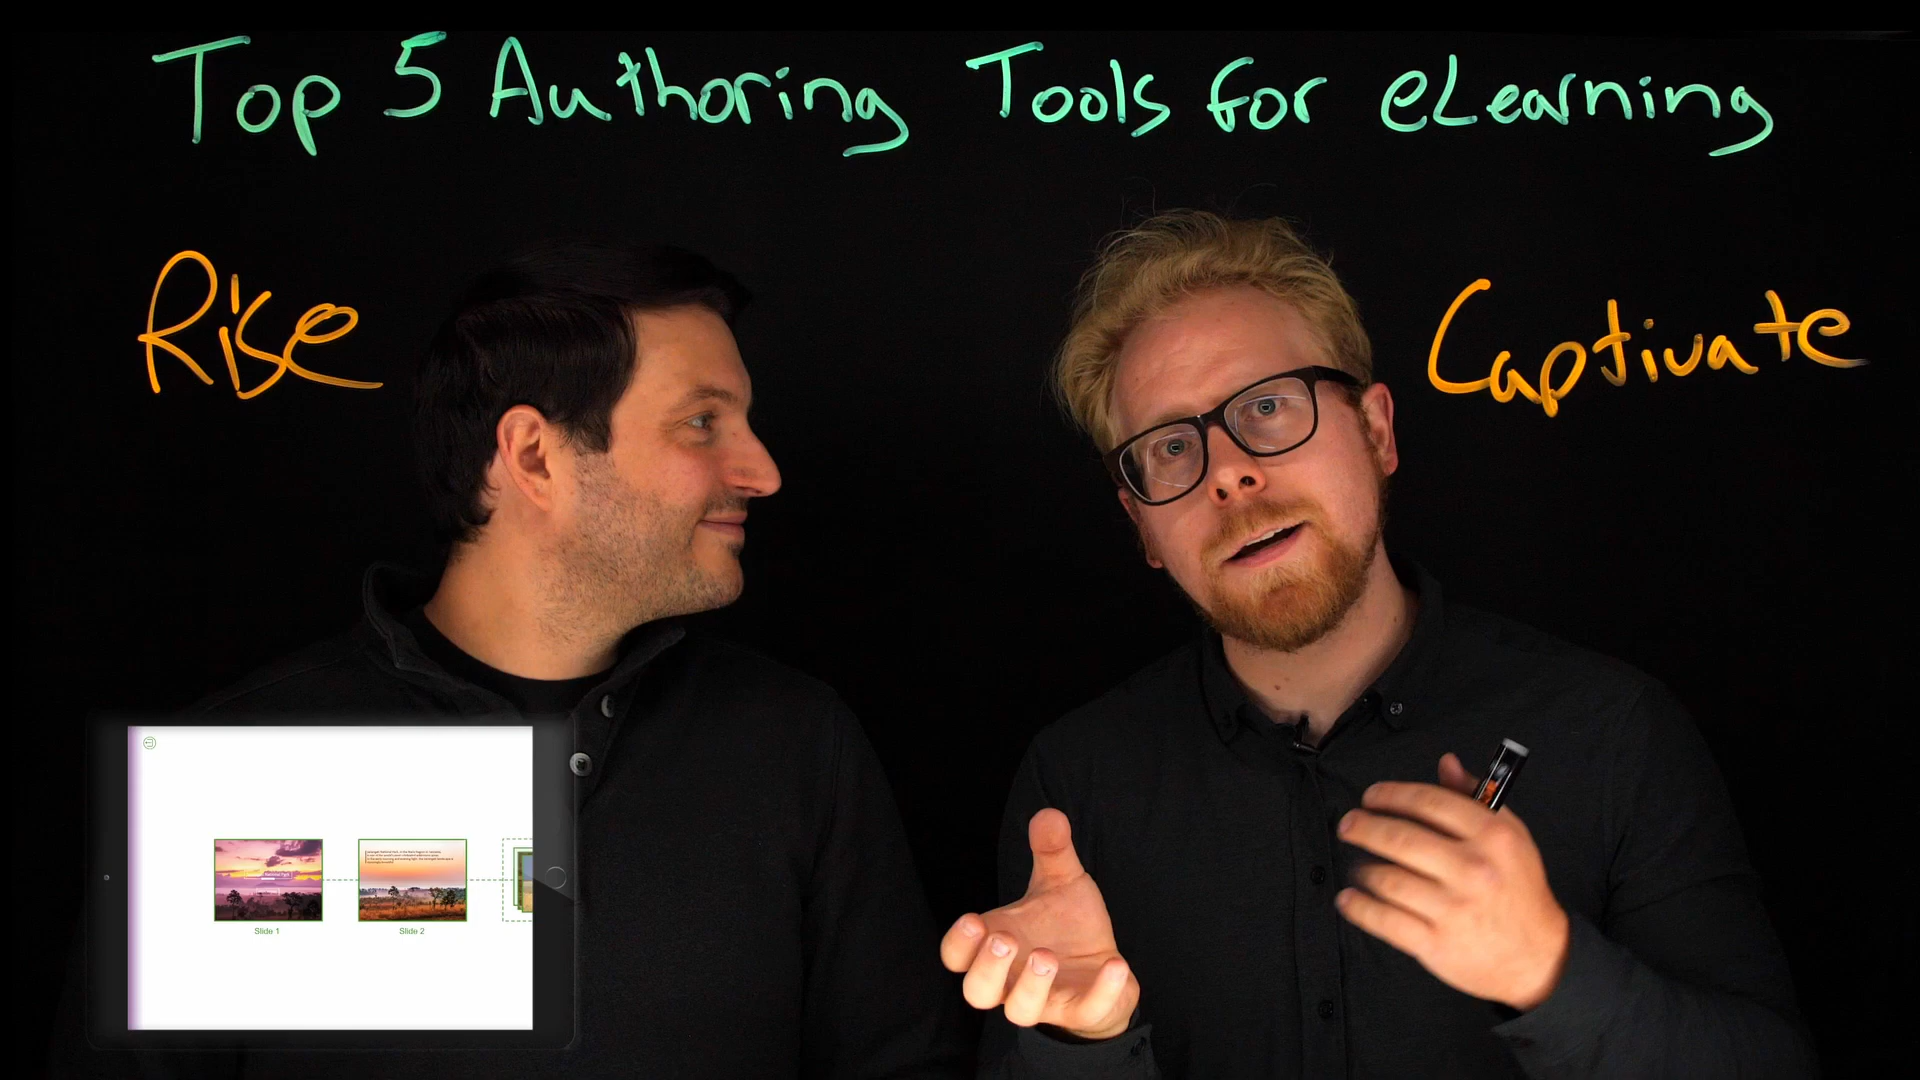 Top 5 Authoring Tools for eLearning
Rise
Captivate
Slide 1
Slide 2